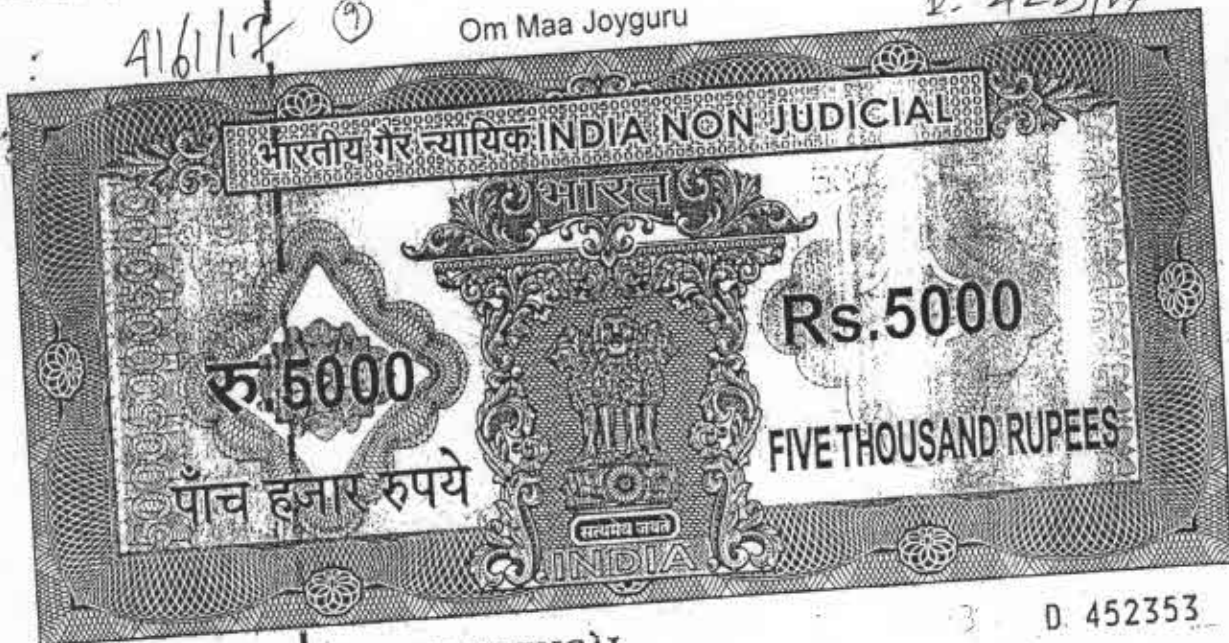 4161/17 ⑨
Om Maa Joyguru
भारतीय गैर न्यायिक INDIA NON JUDICIAL
भारत
रु.5000
Rs.5000
पाँच हजार रुपये
FIVE THOUSAND RUPEES
सत्यमेव जयते
INDIA
D 452353